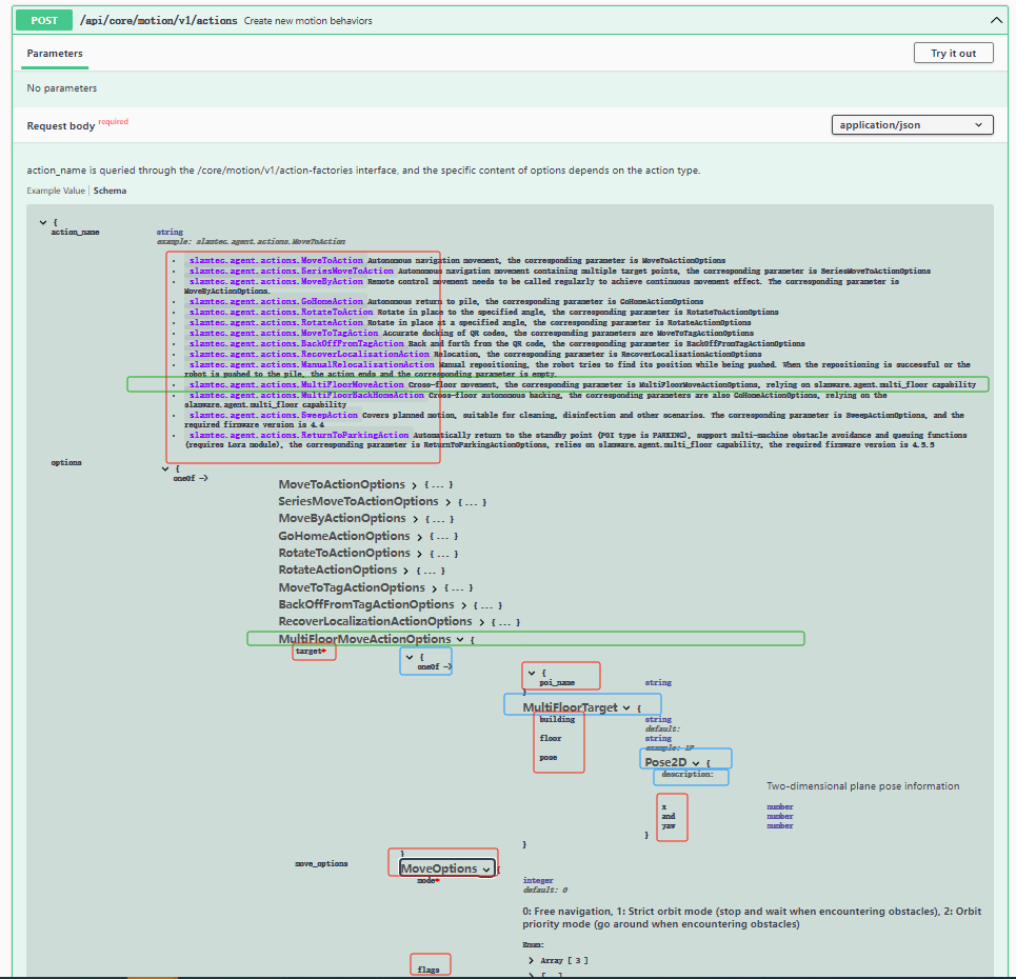 POST /api/core/motion/v1/actions Create new motion behaviors
Parameters
Try it out
No parameters
Request body required
application/json
action_name is queried through the /core/motion/v1/action-factories interface, and the specific content of options depends on the action type.
Example Value | Schema
{
action_name string
example: slamtec.agent.actions.MoveToAction
• slamtec.agent.actions.MoveToAction Autonomous navigation movement, the corresponding parameter is MoveToActionOptions
• slamtec.agent.actions.SeriesMoveToAction Autonomous navigation movement containing multiple target points, the corresponding parameter is SeriesMoveToActionOptions
• slamtec.agent.actions.MoveByAction Remote control movement needs to be called regularly to achieve continuous movement effect. The corresponding parameter is
MoveByActionOptions.
• slamtec.agent.actions.GoHomeAction Autonomous return to pile, the corresponding parameter is GoHomeActionOptions
• slamtec.agent.actions.RotateToAction Rotate in place to the specified angle, the corresponding parameter is RotateToActionOptions
• slamtec.agent.actions.RotateAction Rotate in place at a specified angle, the corresponding parameter is RotateActionOptions
• slamtec.agent.actions.MoveToTagAction Accurate docking of QR codes, the corresponding parameters are MoveToTagActionOptions
• slamtec.agent.actions.BackOffFromTagAction Back and forth from the QR code, the corresponding parameter is BackOffFromTagActionOptions
• slamtec.agent.actions.RecoverLocalizationAction Relocation, the corresponding parameter is RecoverLocalizationActionOptions
• slamtec.agent.actions.ManualRelocalizationAction Manual repositioning, the robot tries to find its position while being pushed. When the repositioning is successful or the
robot is pushed to the pile, the action ends and the corresponding parameter is empty.
• slamtec.agent.actions.MultiFloorMoveAction Cross-floor movement, the corresponding parameter is MultiFloorMoveActionOptions, relying on slamware.agent.multi_floor capability
• slamtec.agent.actions.MultiFloorBackHomeAction Cross-floor autonomous backing, the corresponding parameters are also GoHomeActionOptions, relying on the
slamware.agent.multi_floor capability
• slamtec.agent.actions.SweepAction Covers planned motion, suitable for cleaning, disinfection and other scenarios. The corresponding parameter is SweepActionOptions, and the
required firmware version is 4.4
• slamtec.agent.actions.ReturnToParkingAction Automatically return to the standby point (POI type is PARKING), support multi-machine obstacle avoidance and queuing functions
(requires Lora module), the corresponding parameter is ReturnToParkingActionOptions, relies on slamware.agent.multi_floor capability, the required firmware version is 4.5.5
options {
oneOf ->
MoveToActionOptions > {...}
SeriesMoveToActionOptions > {...}
MoveByActionOptions > {...}
GoHomeActionOptions > {...}
RotateToActionOptions > {...}
RotateActionOptions > {...}
MoveToTagActionOptions > {...}
BackOffFromTagActionOptions > {...}
RecoverLocalizationActionOptions > {...}
MultiFloorMoveActionOptions {
target* {
oneOf ->
{
poi_name string
}
MultiFloorTarget {
building string
default:
floor string
example: 1F
pose Pose2D {
description:
Two-dimensional plane pose information
x number
and number
yaw number
}
}
}
move_options MoveOptions {
mode* integer
default: 0
0: Free navigation, 1: Strict orbit mode (stop and wait when encountering obstacles), 2: Orbit
priority mode (go around when encountering obstacles)
Enum:
> Array [ 3 ]
flags